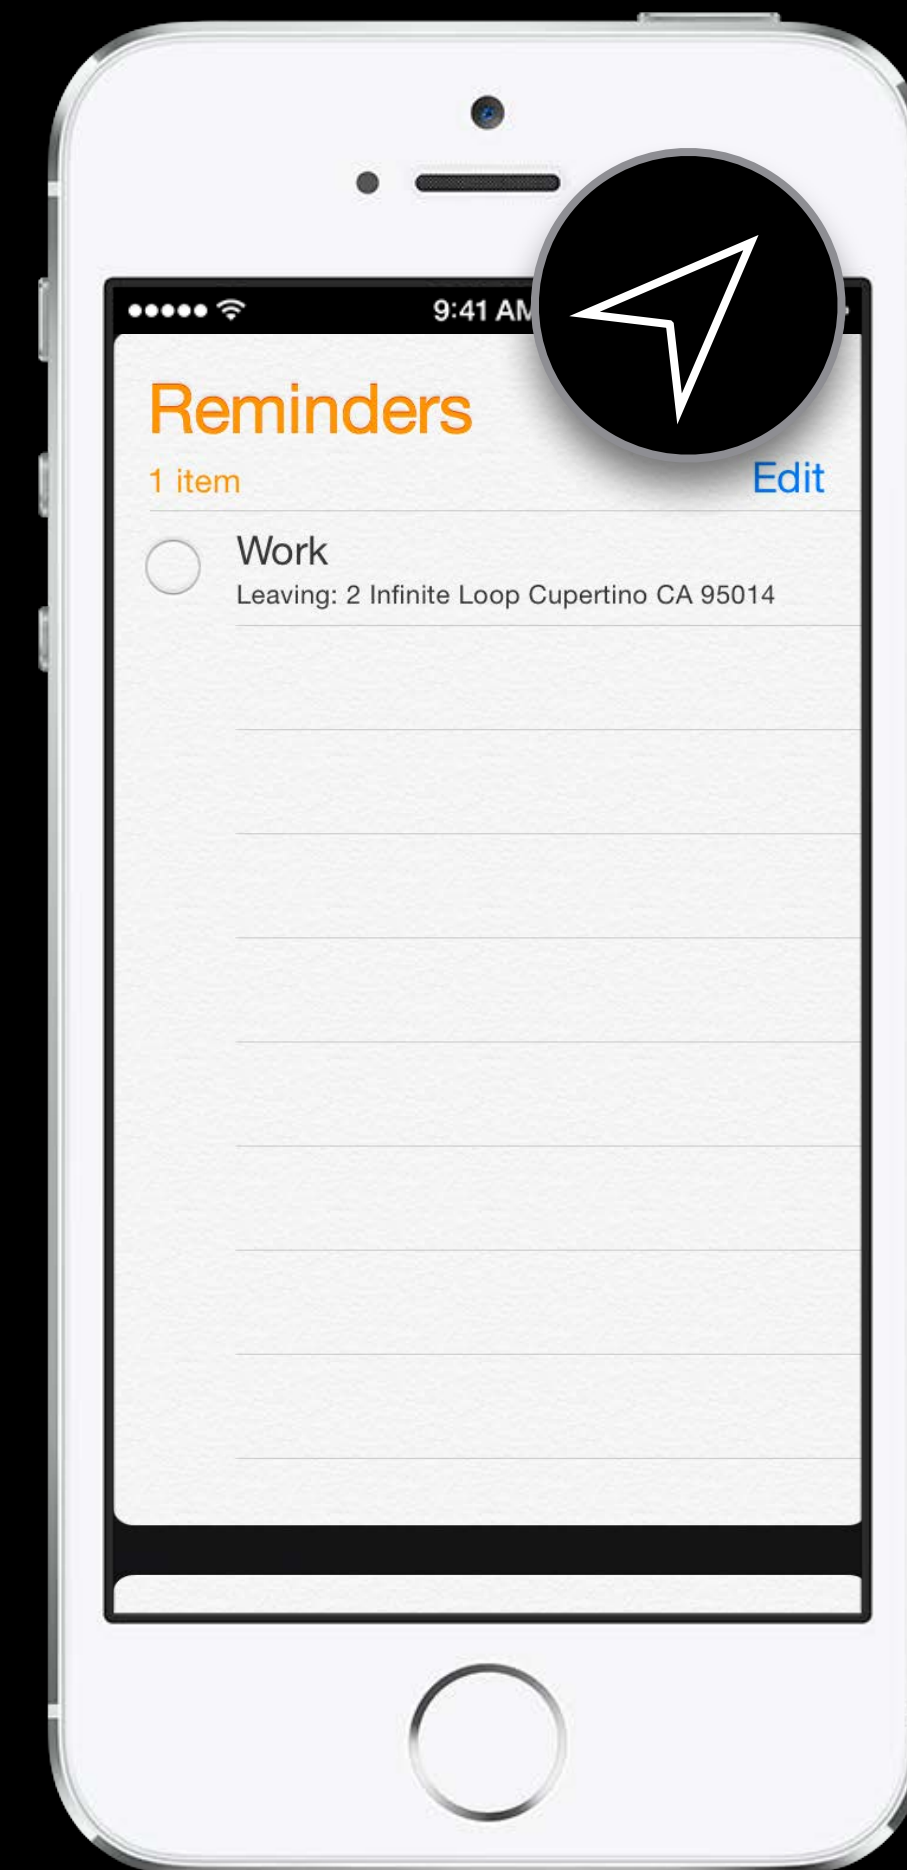 9:41 AM
Reminders
1 item
Edit
Work
Leaving: 2 Infinite Loop Cupertino CA 95014